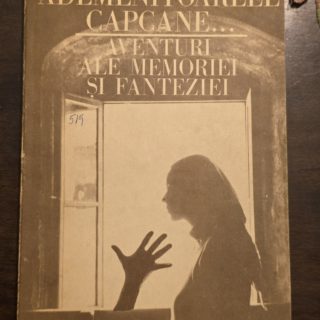 ADEMENITOARELE
CAPCANE...
AVENTURI
ALE MEMORIEI
ȘI FANTEZIEI
519